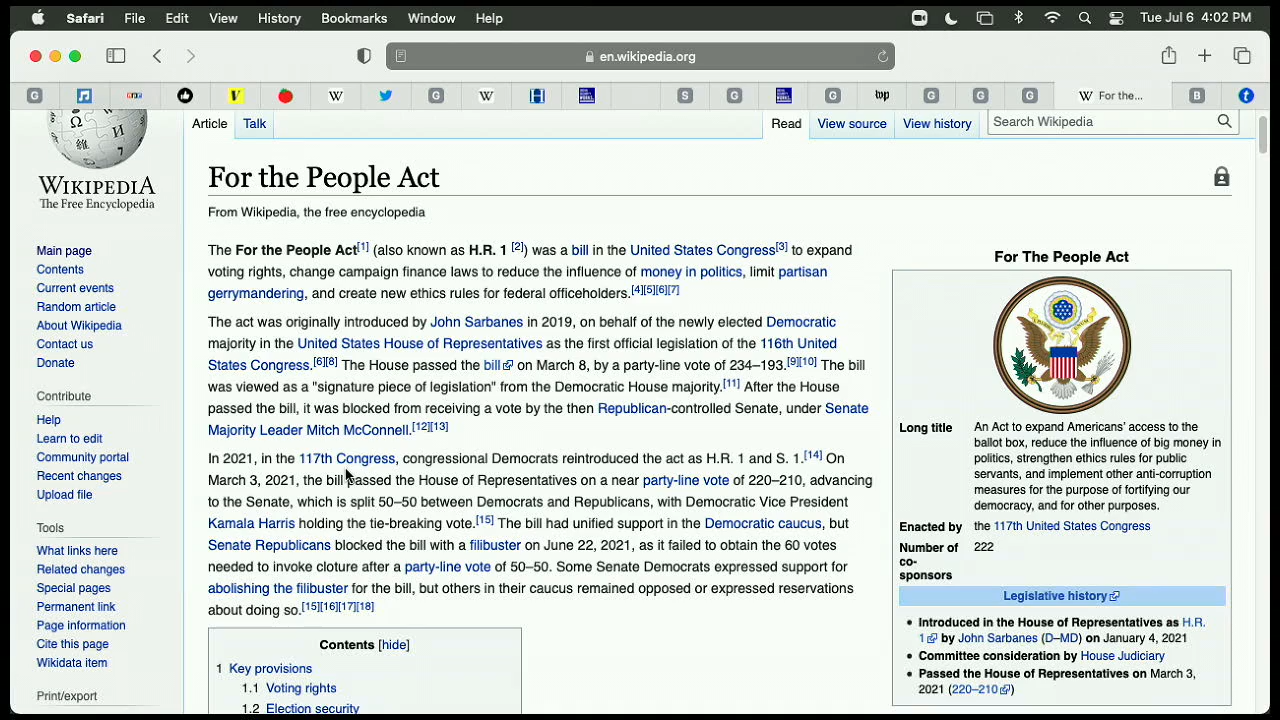 Safari File Edit View History Bookmarks Window Help Tue Jul 6 4:02 PM
en.wikipedia.org
For the...
WIKIPEDIA
The Free Encyclopedia
Main page
Contents
Current events
Random article
About Wikipedia
Contact us
Donate
Contribute
Help
Learn to edit
Community portal
Recent changes
Upload file
Tools
What links here
Related changes
Special pages
Permanent link
Page information
Cite this page
Wikidata item
Print/export
Article Talk Read View source View history Search Wikipedia
For the People Act
From Wikipedia, the free encyclopedia
The For the People Act[1] (also known as H.R. 1 [2]) was a bill in the United States Congress[3] to expand
voting rights, change campaign finance laws to reduce the influence of money in politics, limit partisan
gerrymandering, and create new ethics rules for federal officeholders.[4][5][6][7]
The act was originally introduced by John Sarbanes in 2019, on behalf of the newly elected Democratic
majority in the United States House of Representatives as the first official legislation of the 116th United
States Congress.[6][8] The House passed the bill on March 8, by a party-line vote of 234–193.[9][10] The bill
was viewed as a "signature piece of legislation" from the Democratic House majority.[11] After the House
passed the bill, it was blocked from receiving a vote by the then Republican-controlled Senate, under Senate
Majority Leader Mitch McConnell.[12][13]
In 2021, in the 117th Congress, congressional Democrats reintroduced the act as H.R. 1 and S. 1.[14] On
March 3, 2021, the bill passed the House of Representatives on a near party-line vote of 220–210, advancing
to the Senate, which is split 50–50 between Democrats and Republicans, with Democratic Vice President
Kamala Harris holding the tie-breaking vote.[15] The bill had unified support in the Democratic caucus, but
Senate Republicans blocked the bill with a filibuster on June 22, 2021, as it failed to obtain the 60 votes
needed to invoke cloture after a party-line vote of 50–50. Some Senate Democrats expressed support for
abolishing the filibuster for the bill, but others in their caucus remained opposed or expressed reservations
about doing so.[15][16][17][18]
Contents [hide]
1 Key provisions
1.1 Voting rights
1.2 Election security
For The People Act
Long title An Act to expand Americans' access to the
ballot box, reduce the influence of big money in
politics, strengthen ethics rules for public
servants, and implement other anti-corruption
measures for the purpose of fortifying our
democracy, and for other purposes.
Enacted by the 117th United States Congress
Number of 222
co-
sponsors
Legislative history
• Introduced in the House of Representatives as H.R.
1 by John Sarbanes (D–MD) on January 4, 2021
• Committee consideration by House Judiciary
• Passed the House of Representatives on March 3,
2021 (220–210)